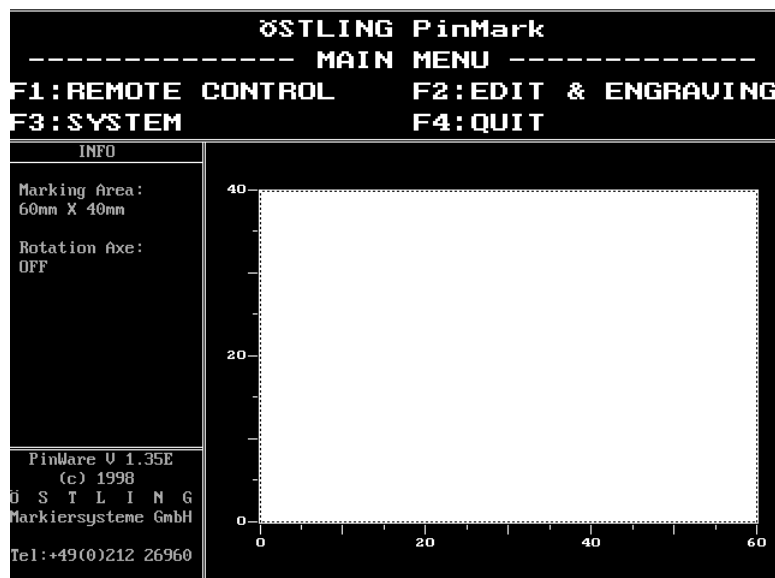 öSTLING PinMark
-------------- MAIN MENU -------------
F1:REMOTE CONTROL F2:EDIT & ENGRAVING
F3:SYSTEM F4:QUIT
INFO
Marking Area:
60mm X 40mm
Rotation Axe:
OFF
PinWare V 1.35E
(c) 1998
Ö S T L I N G
Markiersysteme GmbH
Tel:+49(0)212 26960
40
20
0
0 20 40 60